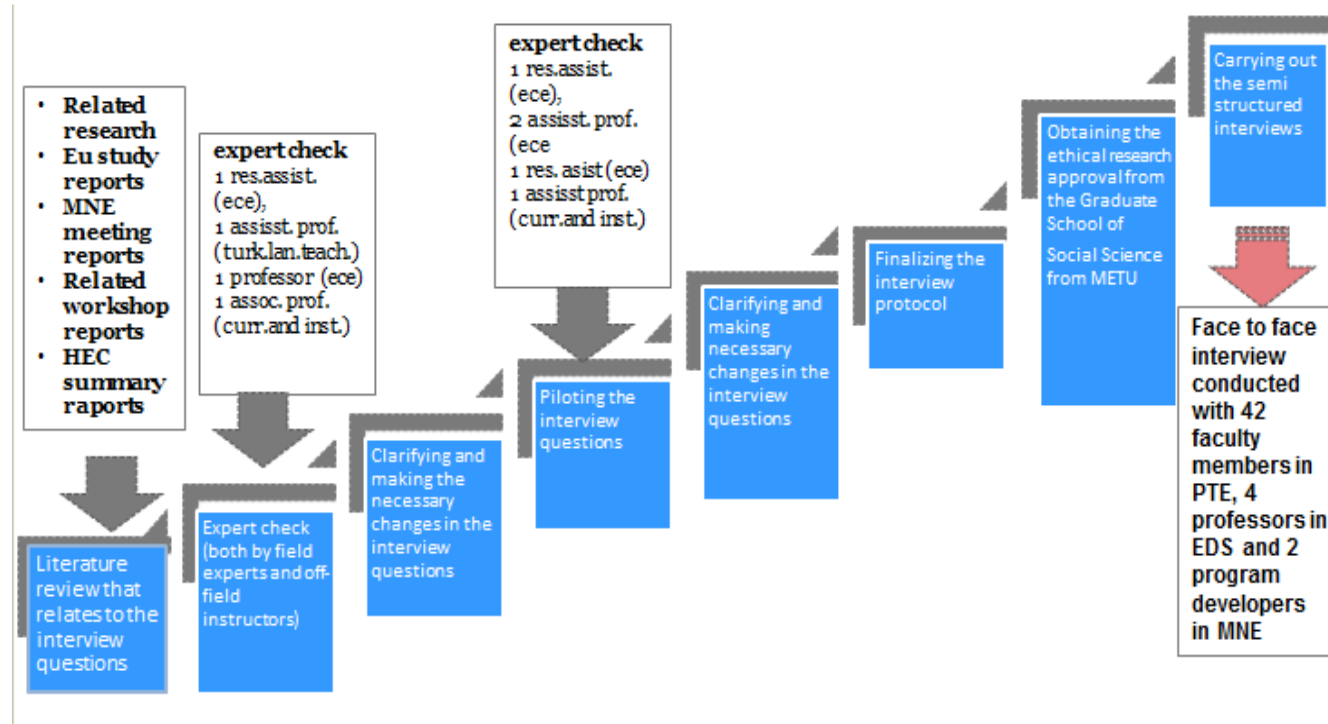 • Related
research
• Eu study
reports
• MNE
meeting
reports
• Related
workshop
reports
• HEC
summary
raports
Literature
review that
relates to the
interview
questions
expert check
1 res.assist.
(ece),
1 assisst. prof.
(turk.lan.teach.)
1 professor (ece)
1 assoc. prof.
(curr.and inst.)
Expert check
(both by field
experts and off-
field
instructors)
Clarifying and
making the
necessary
changes in the
interview
questions
expert check
1 res.assist.
(ece),
2 assisst. prof.
(ece
1 res. asist (ece)
1 assisst prof.
(curr.and inst.)
Piloting the
interview
questions
Clarifying and
making
necessary
changes in the
interview
questions
Finalizing the
interview
protocol
Obtaining the
ethical research
approval from
the Graduate
School of
Social Science
from METU
Carrying out
the semi
structured
interviews
Face to face
interview
conducted
with 42
faculty
members in
PTE, 4
professors in
EDS and 2
program
developers
in MNE